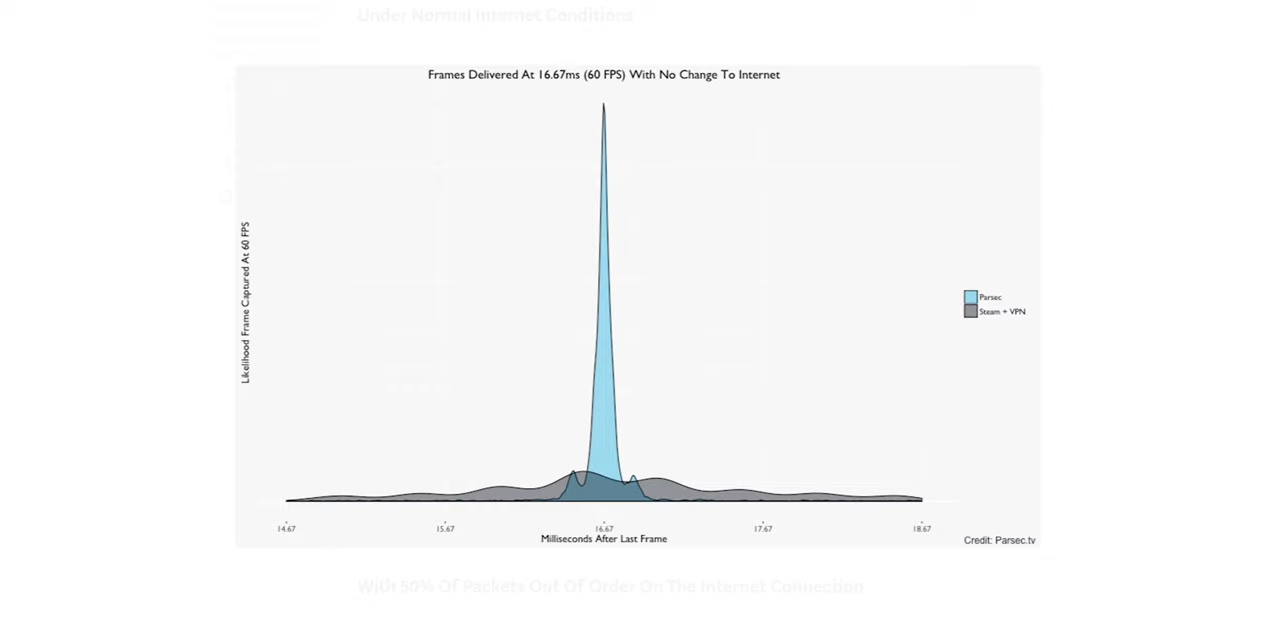 Under Normal Internet Conditions
Frames Delivered At 16.67ms (60 FPS) With No Change To Internet
Likelihood Frame Captured At 60 FPS
Parsec
Steam + VPN
14.67
15.67
16.67
17.67
18.67
Milliseconds After Last Frame
Credit: Parsec.tv
With 50% Of Packets Out Of Order On The Internet Connection